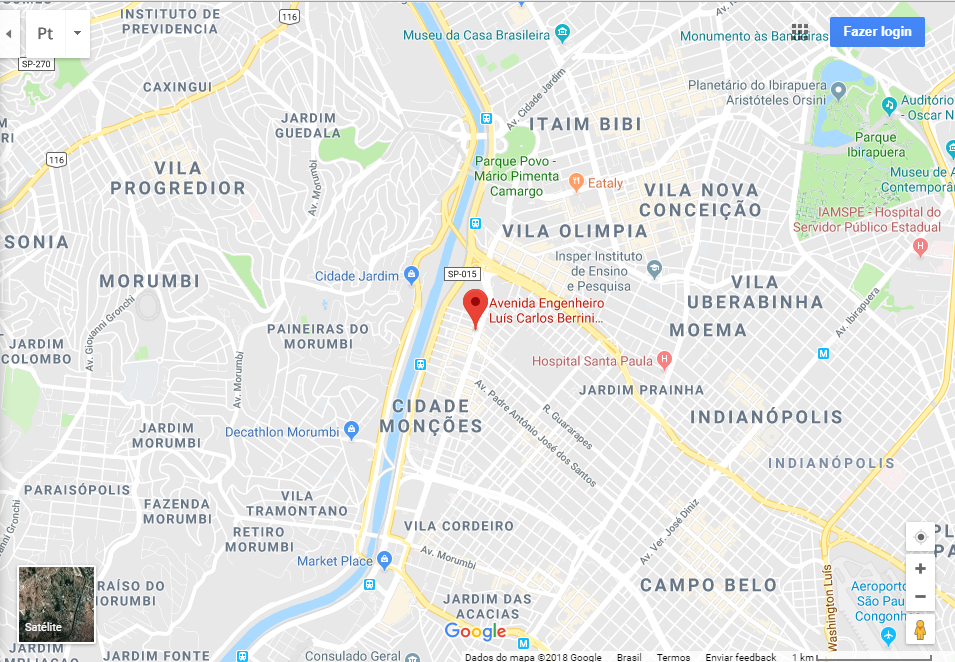 INSTITUTO DE
PREVIDENCIA
116
Museu da Casa Brasileira
Monumento às Bandeiras
Fazer login
Pt
SP-270
CAXINGUI
Planetário do Ibirapuera
Aristóteles Orsini
Auditório
- Oscar N
Av. Cidade Jardim
JARDIM
GUEDALA
ITAIM BIBI
Parque
Ibirapuera
116
VILA
PROGREDIOR
Av. Morumbi
Parque Povo -
Mário Pimenta
Camargo
Eataly
Museu de A
Contemporâ
VILA NOVA
CONCEIÇÃO
IAMSPE - Hospital do
Servidor Público Estadual
H
SONIA
VILA OLIMPIA
Insper Instituto
de Ensino
e Pesquisa
MORUMBI
Cidade Jardim
SP-015
VILA
UBERABINHA
Av. Giovanni Gronchi
Avenida Engenheiro
Luís Carlos Berrini...
Av. Ibirapuera
PAINEIRAS DO
MORUMBI
MOEMA
JARDIM
COLOMBO
Av. Morumbi
Hospital Santa Paula
H
M
JARDIM PRAINHA
Av. Padre Antônio José dos Santos
R. Guararapes
CIDADE
MONÇÕES
INDIANÓPOLIS
JARDIM
MORUMBI
Decathlon Morumbi
INDIANÓPOLIS
PARAISÓPOLIS
FAZENDA
MORUMBI
VILA
TRAMONTANO
anni Gronchi
RETIRO
MORUMBI
VILA CORDEIRO
Av. Ver. José Diniz
PL
PA
Market Place
Av. Morumbi
CAMPO BELO
RAÍSO DO
IORUMBI
Washington Luís
Aeroporto
São Pau
Congonh
JARDIM DAS
ACACIAS
Satélite
Google
M
JARDIM
AMPLIAÇAO
JARDIM FONTE
Consulado Geral
Dados do mapa ©2018 Google
Brasil
Termos
Enviar feedback
1 km